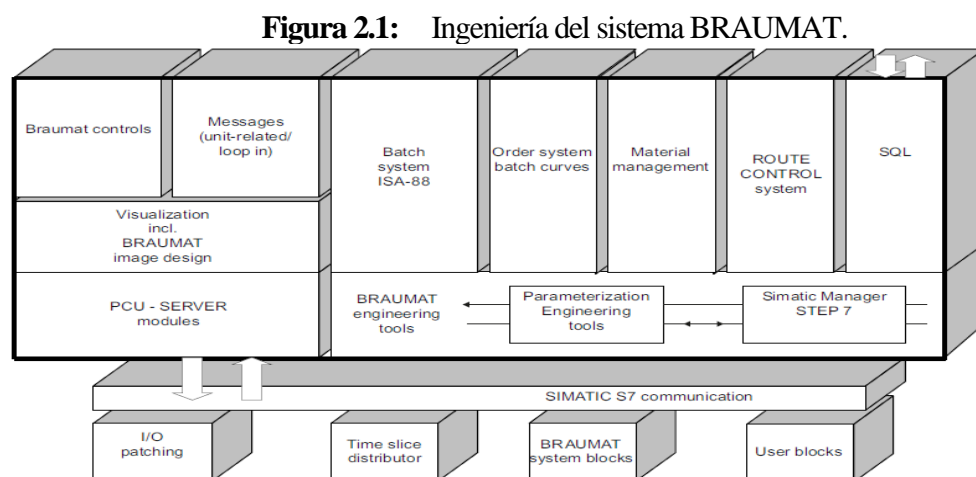 Figura 2.1: Ingeniería del sistema BRAUMAT.
Braumat controls
Messages
(unit-related/
loop in)
Batch
system
ISA-88
Order system
batch curves
Material
management
ROUTE
CONTROL
system
SQL
Visualization
incl.
BRAUMAT
image design
PCU - SERVER
modules
BRAUMAT
engineering
tools
Parameterization
Engineering
tools
Simatic Manager
STEP 7
SIMATIC S7 communication
I/O
patching
Time slice
distributor
BRAUMAT
system blocks
User blocks